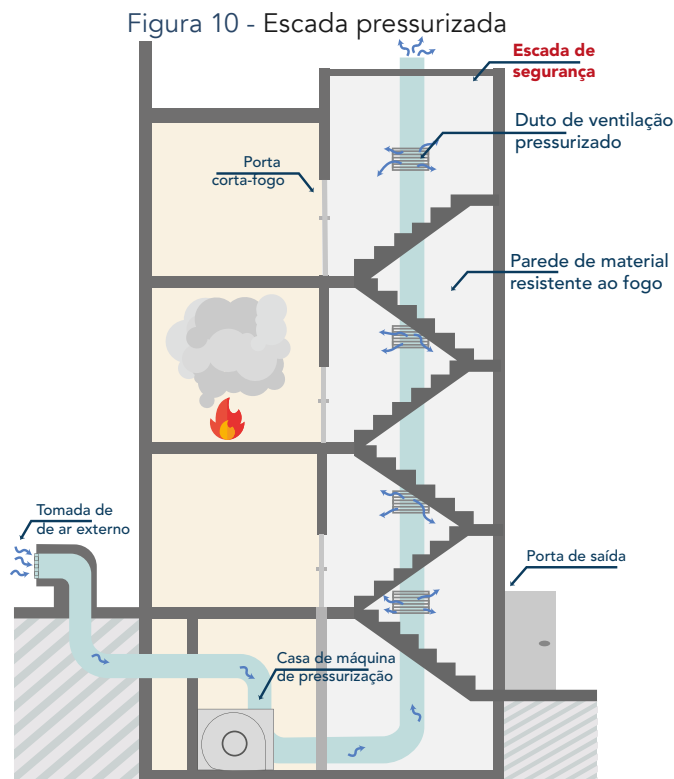 Figura 10 - Escada pressurizada
Escada de
segurança
Duto de ventilação
pressurizado
Porta
corta-fogo
Parede de material
resistente ao fogo
Tomada de
de ar externo
Porta de saída
Casa de máquina
de pressurização